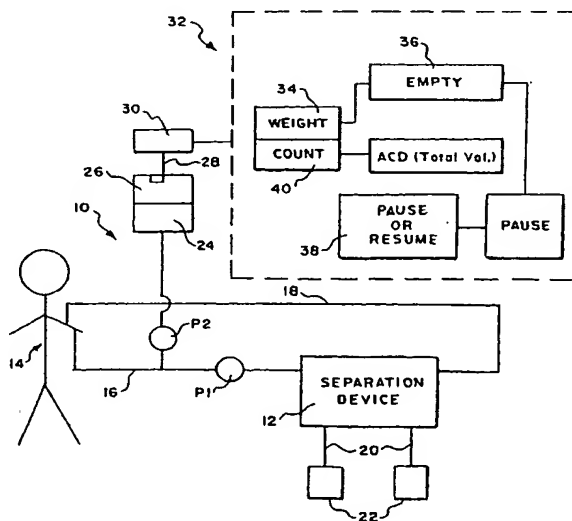 32
36
34
EMPTY
30
WEIGHT
28
COUNT
ACD (Total Vol.)
26
40
10
24
PAUSE
OR
RESUME
PAUSE
38
18
P2
14
16
P1
SEPARATION
DEVICE
12
20
22